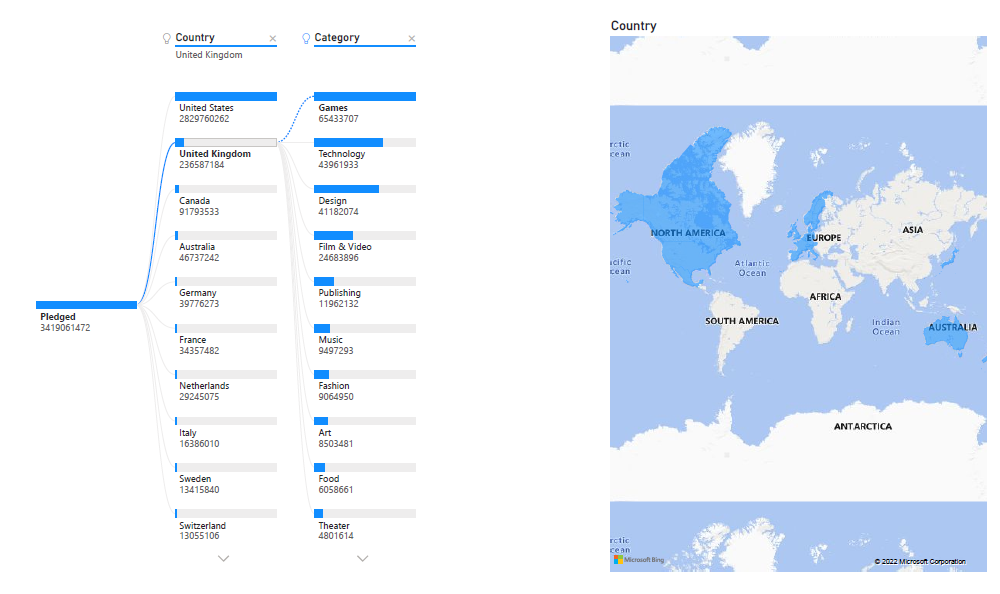 Country
United Kingdom
Category
United States
2829760262
United Kingdom
236587184
Canada
91793533
Australia
46737242
Germany
39776273
France
34357482
Netherlands
29245075
Italy
16386010
Sweden
13415840
Switzerland
13055106
Pledged
3419061472
Games
65433707
Technology
43961933
Design
41182074
Film & Video
24683896
Publishing
11962132
Music
9497293
Fashion
9064950
Art
8503481
Food
6058661
Theater
4801614
Country
rctic
cean
NORTH AMERICA
EUROPE
ASIA
acific
cean
Atlantic
Ocean
AFRICA
SOUTH AMERICA
Indian
Ocean
AUSTRALIA
ANTARCTICA
rctic
cean
Microsoft Bing
© 2022 Microsoft Corporation